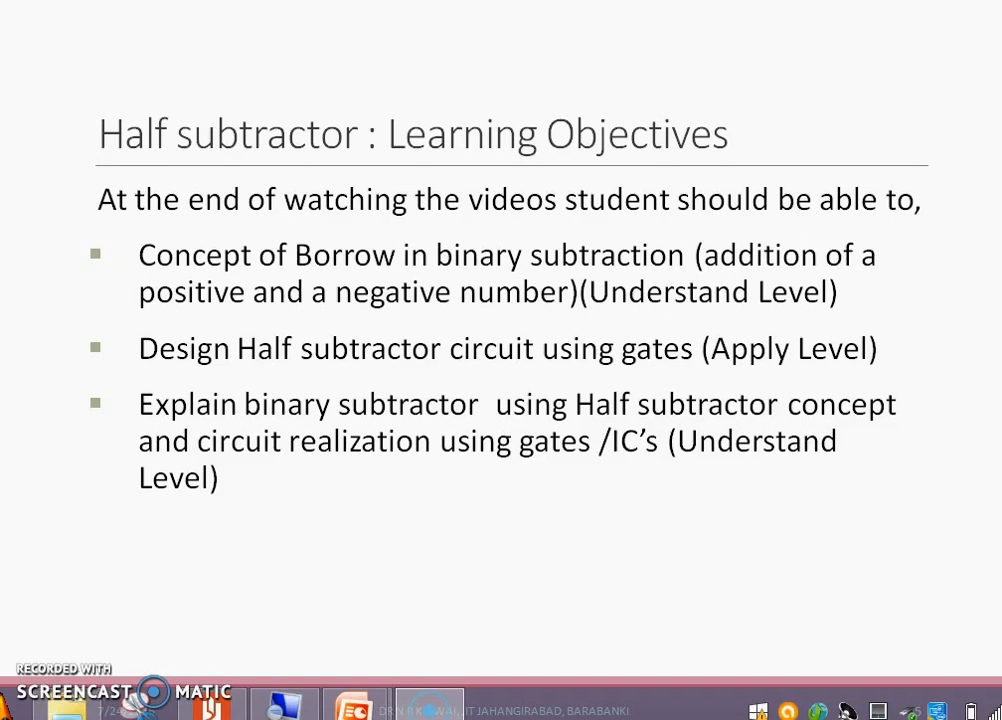 Half subtractor : Learning Objectives
At the end of watching the videos student should be able to,
Concept of Borrow in binary subtraction (addition of a
positive and a negative number)(Understand Level)
Design Half subtractor circuit using gates (Apply Level)
Explain binary subtractor using Half subtractor concept
and circuit realization using gates /IC’s (Understand
Level)
RECORDED WITH
SCREENCAST MATIC
JAHANGIRABAD, BARABANKI